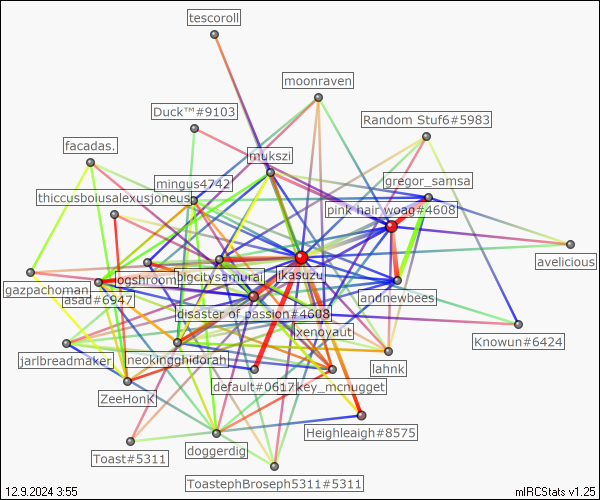 tescoroll
moonraven
Duck™#9103
Random Stuf6#5983
facadas.
mukszi
mingus4742
gregor_samsa
thiccusboiusalexusjoneus
pink hair woag#4608
avelicious
gazpachoman
logshroom
bigcitysamurai
jkasuzu
asad#6947
andnewbees
disaster of passion#4608
xenoyaut
Knowun#6424
jarlbreadmaker
neokingghidorah
lahnk
default#0617
key_mcnugget
ZeeHonK
Heighleaigh#8575
Toast#5311
doggerdig
ToastephBroseph5311#5311
12.9.2024 3:55
mIRCStats v1.25